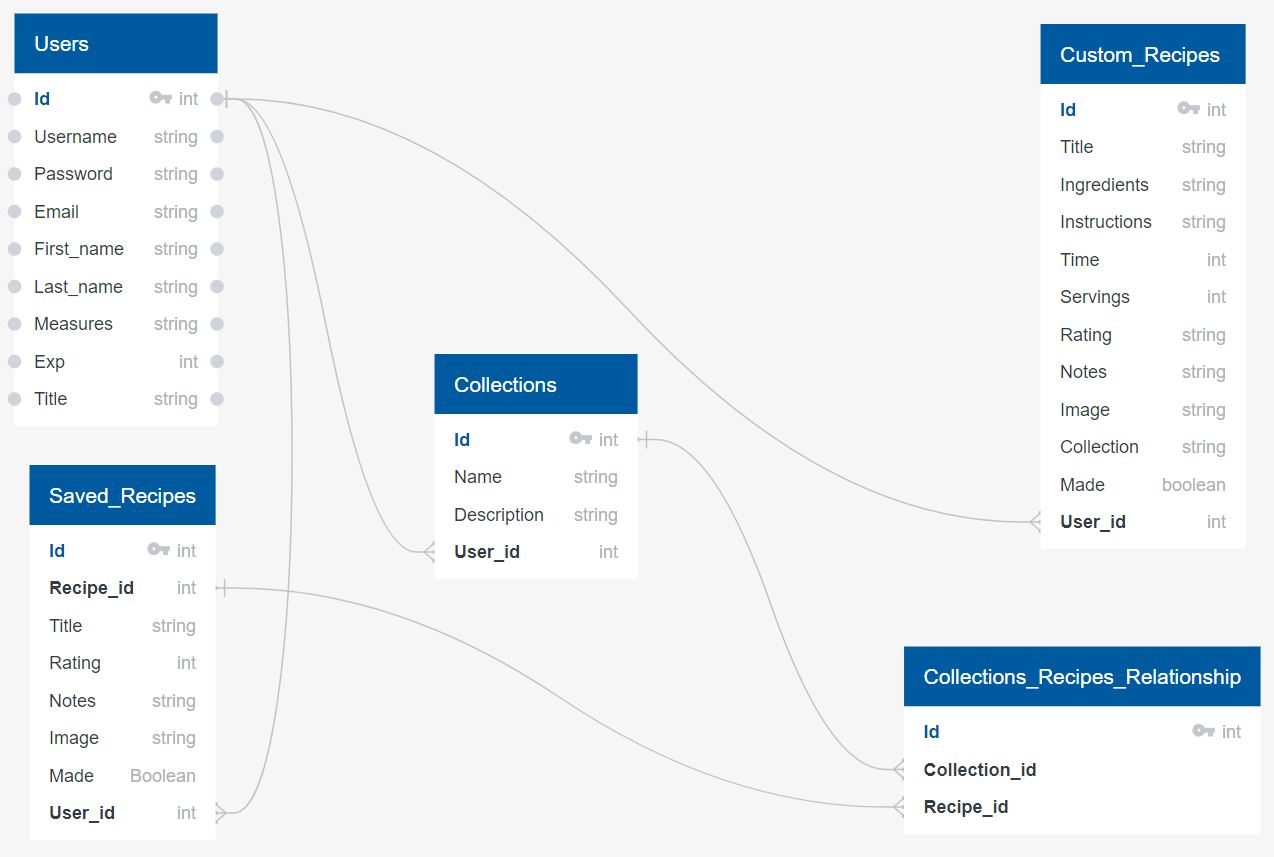 Users
Id int
Username string
Password string
Email string
First_name string
Last_name string
Measures string
Exp int
Title string
Saved_Recipes
Id int
Recipe_id int
Title string
Rating int
Notes string
Image string
Made Boolean
User_id int
Collections
Id int
Name string
Description string
User_id int
Custom_Recipes
Id int
Title string
Ingredients string
Instructions string
Time int
Servings int
Rating string
Notes string
Image string
Collection string
Made boolean
User_id int
Collections_Recipes_Relationship
Id int
Collection_id
Recipe_id